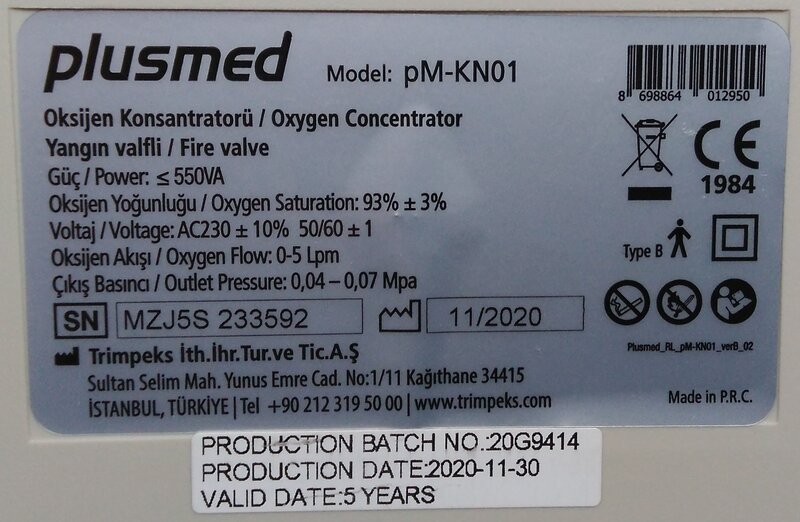 plusmed Model: pM-KN01
8 698864 012950
Oksijen Konsantratorü / Oxygen Concentrator
Yangın valfli / Fire valve
Güç / Power: ≤ 550VA
Oksijen Yoğunluğu / Oxygen Saturation: 93% ± 3%
Voltaj / Voltage: AC230 ± 10% 50/60 ± 1
Oksijen Akışı / Oxygen Flow: 0-5 Lpm
Çıkış Basıncı / Outlet Pressure: 0,04 – 0,07 Mpa
CE
1984
Type B
SN MZJ5S 233592 11/2020
Plusmed_RL_pM-KN01_verB_02
Trimpeks İth.İhr.Tur.ve Tic.A.Ş
Sultan Selim Mah. Yunus Emre Cad. No:1/11 Kağıthane 34415
İSTANBUL, TÜRKİYE | Tel +90 212 319 50 00 | www.trimpeks.com
Made in P.R.C.
PRODUCTION BATCH NO.:20G9414
PRODUCTION DATE:2020-11-30
VALID DATE:5 YEARS